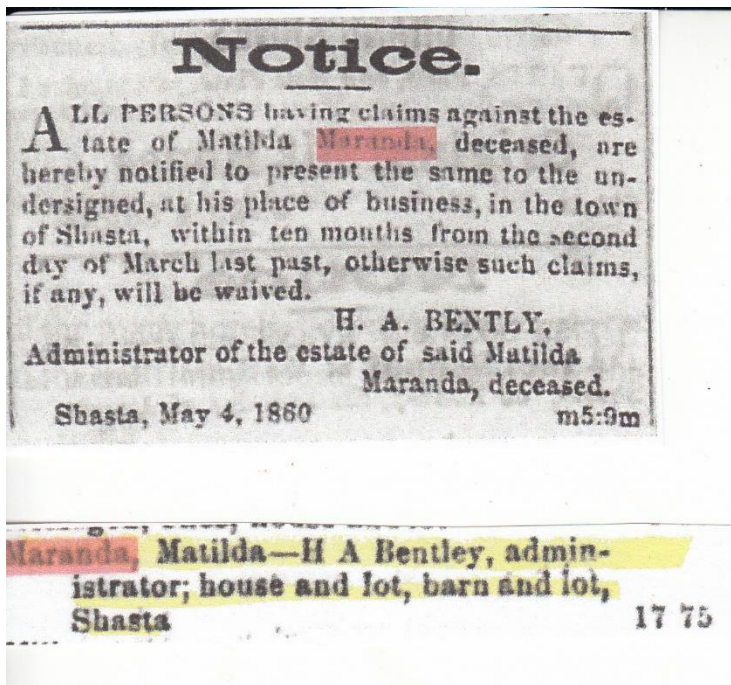 Notice.
ALL PERSONS having claims against the es-
tate of Matilda Maranda, deceased, are
hereby notified to present the same to the un-
dersigned, at his place of business, in the town
of Shasta, within ten months from the second
day of March last past, otherwise such claims,
if any, will be waived.
H. A. BENTLY,
Administrator of the estate of said Matilda
Maranda, deceased.
Shasta, May 4, 1860 m5:9m
Maranda, Matilda—H A Bentley, admin-
istrator; house and lot, barn and lot,
Shasta 17 75